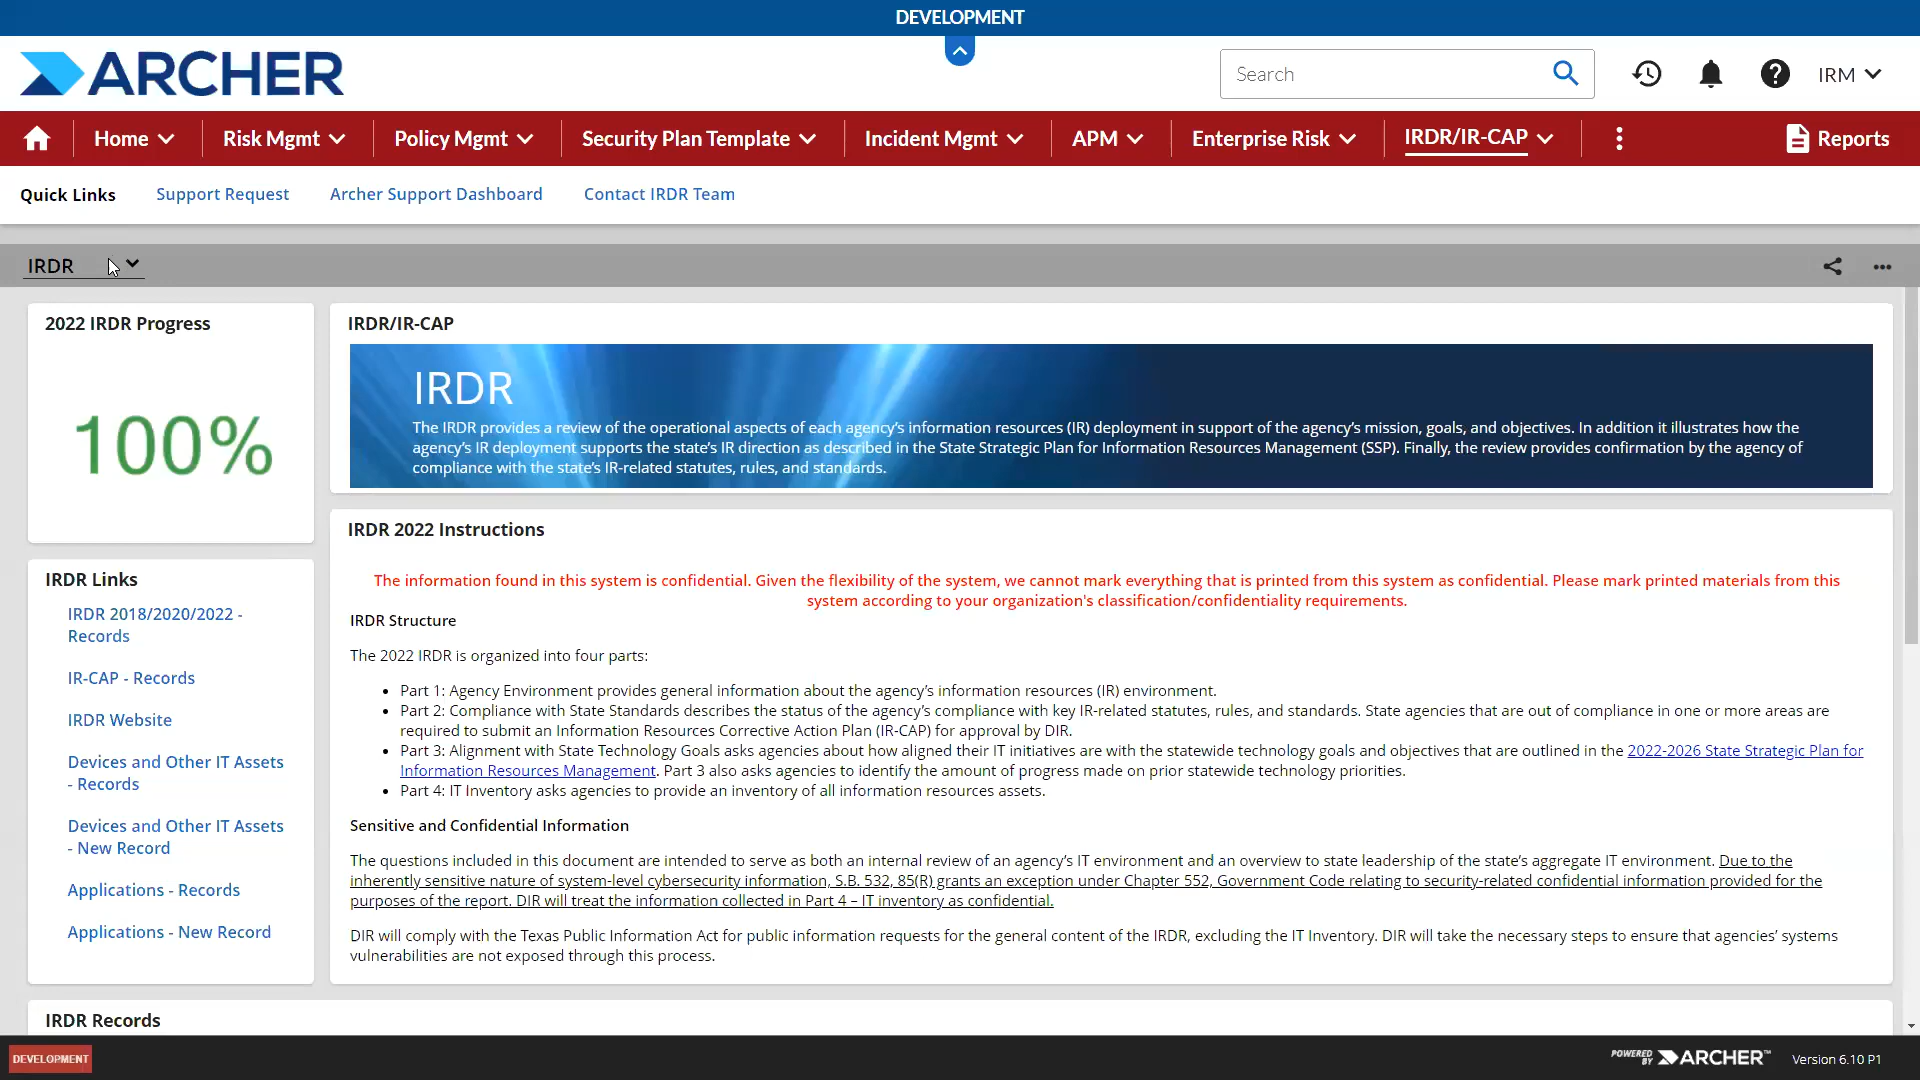 DEVELOPMENT
ARCHER
Search
IRM
Home
Risk Mgmt
Policy Mgmt
Security Plan Template
Incident Mgmt
APM
Enterprise Risk
IRDR/IR-CAP
Reports
Quick Links
Support Request
Archer Support Dashboard
Contact IRDR Team
IRDR
2022 IRDR Progress
100%
IRDR Links
IRDR 2018/2020/2022 -
Records
IR-CAP - Records
IRDR Website
Devices and Other IT Assets
- Records
Devices and Other IT Assets
- New Record
Applications - Records
Applications - New Record
IRDR/IR-CAP
IRDR
The IRDR provides a review of the operational aspects of each agency’s information resources (IR) deployment in support of the agency’s mission, goals, and objectives. In addition it illustrates how the
agency’s IR deployment supports the state’s IR direction as described in the State Strategic Plan for Information Resources Management (SSP). Finally, the review provides confirmation by the agency of
compliance with the state’s IR-related statutes, rules, and standards.
IRDR 2022 Instructions
The information found in this system is confidential. Given the flexibility of the system, we cannot mark everything that is printed from this system as confidential. Please mark printed materials from this
system according to your organization's classification/confidentiality requirements.
IRDR Structure
The 2022 IRDR is organized into four parts:
• Part 1: Agency Environment provides general information about the agency’s information resources (IR) environment.
• Part 2: Compliance with State Standards describes the status of the agency’s compliance with key IR-related statutes, rules, and standards. State agencies that are out of compliance in one or more areas are
required to submit an Information Resources Corrective Action Plan (IR-CAP) for approval by DIR.
• Part 3: Alignment with State Technology Goals asks agencies about how aligned their IT initiatives are with the statewide technology goals and objectives that are outlined in the 2022-2026 State Strategic Plan for
Information Resources Management. Part 3 also asks agencies to identify the amount of progress made on prior statewide technology priorities.
• Part 4: IT Inventory asks agencies to provide an inventory of all information resources assets.
Sensitive and Confidential Information
The questions included in this document are intended to serve as both an internal review of an agency’s IT environment and an overview to state leadership of the state’s aggregate IT environment. Due to the
inherently sensitive nature of system-level cybersecurity information, S.B. 532, 85(R) grants an exception under Chapter 552, Government Code relating to security-related confidential information provided for the
purposes of the report. DIR will treat the information collected in Part 4 – IT inventory as confidential.
DIR will comply with the Texas Public Information Act for public information requests for the general content of the IRDR, excluding the IT Inventory. DIR will take the necessary steps to ensure that agencies’ systems
vulnerabilities are not exposed through this process.
IRDR Records
DEVELOPMENT
POWERED BY ARCHER™
Version 6.10 P1